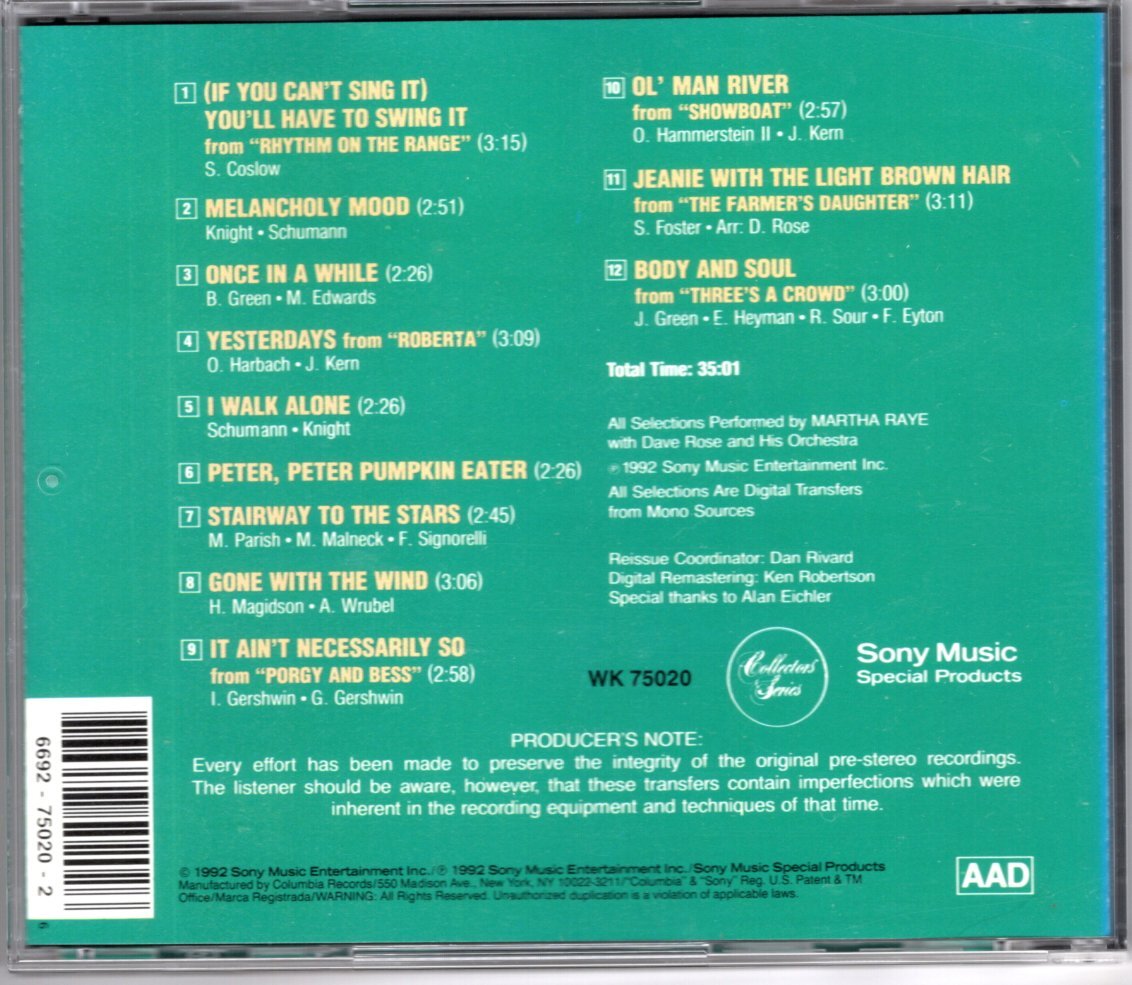 1 (IF YOU CAN'T SING IT)
YOU'LL HAVE TO SWING IT
from "RHYTHM ON THE RANGE" (3:15)
S. Coslow
2 MELANCHOLY MOOD (2:51)
Knight • Schumann
3 ONCE IN A WHILE (2:26)
B. Green • M. Edwards
4 YESTERDAYS from "ROBERTA" (3:09)
O. Harbach • J. Kern
5 I WALK ALONE (2:26)
Schumann • Knight
6 PETER, PETER PUMPKIN EATER (2:26)
7 STAIRWAY TO THE STARS (2:45)
M. Parish • M. Malneck • F. Signorelli
8 GONE WITH THE WIND (3:06)
H. Magidson • A. Wrubel
9 IT AIN'T NECESSARILY SO
from "PORGY AND BESS" (2:58)
I. Gershwin • G. Gershwin
10 OL' MAN RIVER
from "SHOWBOAT" (2:57)
O. Hammerstein II • J. Kern
11 JEANIE WITH THE LIGHT BROWN HAIR
from "THE FARMER'S DAUGHTER" (3:11)
S. Foster • Arr: D. Rose
12 BODY AND SOUL
from "THREE'S A CROWD" (3:00)
J. Green • E. Heyman • R. Sour • F. Eyton
Total Time: 35:01
All Selections Performed by MARTHA RAYE
with Dave Rose and His Orchestra
℗ 1992 Sony Music Entertainment Inc.
All Selections Are Digital Transfers
from Mono Sources
Reissue Coordinator: Dan Rivard
Digital Remastering: Ken Robertson
Special thanks to Alan Eichler
WK 75020
Collectors'
Series
Sony Music
Special Products
PRODUCER'S NOTE:
Every effort has been made to preserve the integrity of the original pre-stereo recordings.
The listener should be aware, however, that these transfers contain imperfections which were
inherent in the recording equipment and techniques of that time.
6692 - 75020 - 2
6
© 1992 Sony Music Entertainment Inc./℗ 1992 Sony Music Entertainment Inc./Sony Music Special Products
Manufactured by Columbia Records/550 Madison Ave., New York, NY 10022-3211/"Columbia" & "Sony" Reg. U.S. Patent & TM
Office/Marca Registrada/WARNING: All Rights Reserved. Unauthorized duplication is a violation of applicable laws.
AAD